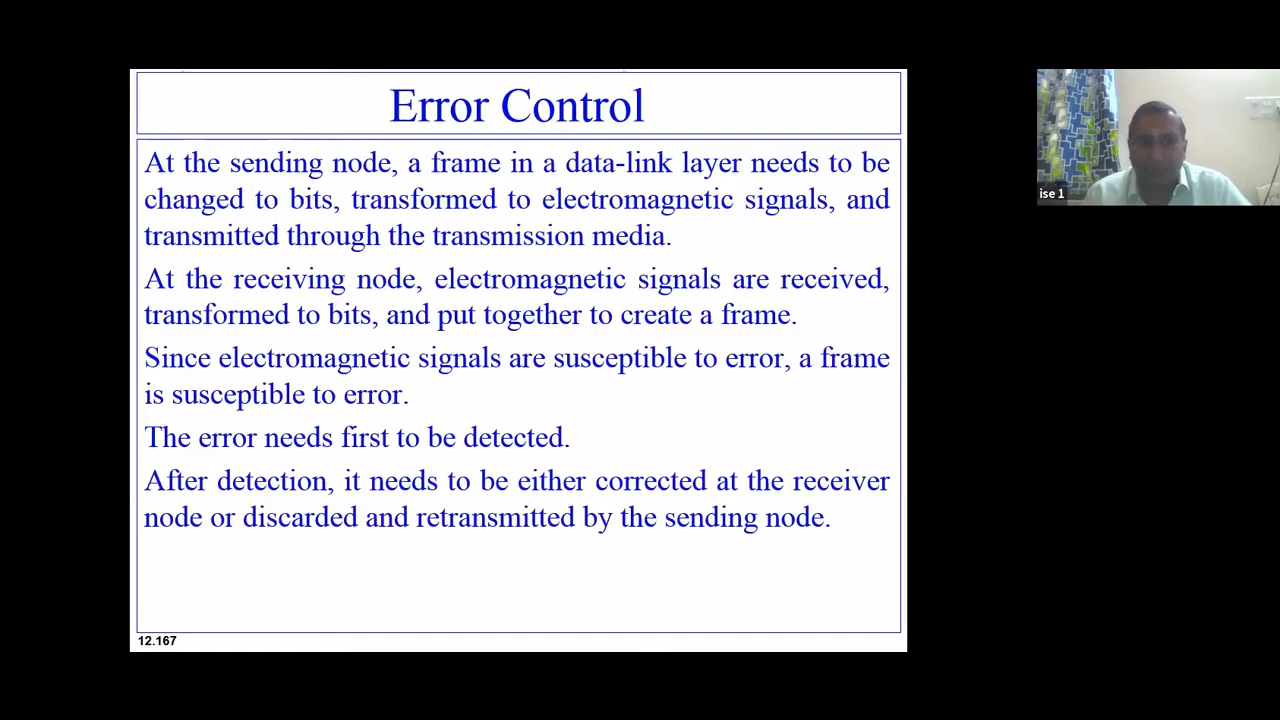 Error Control
At the sending node, a frame in a data-link layer needs to be
changed to bits, transformed to electromagnetic signals, and
transmitted through the transmission media.
At the receiving node, electromagnetic signals are received,
transformed to bits, and put together to create a frame.
Since electromagnetic signals are susceptible to error, a frame
is susceptible to error.
The error needs first to be detected.
After detection, it needs to be either corrected at the receiver
node or discarded and retransmitted by the sending node.
12.167
ise 1